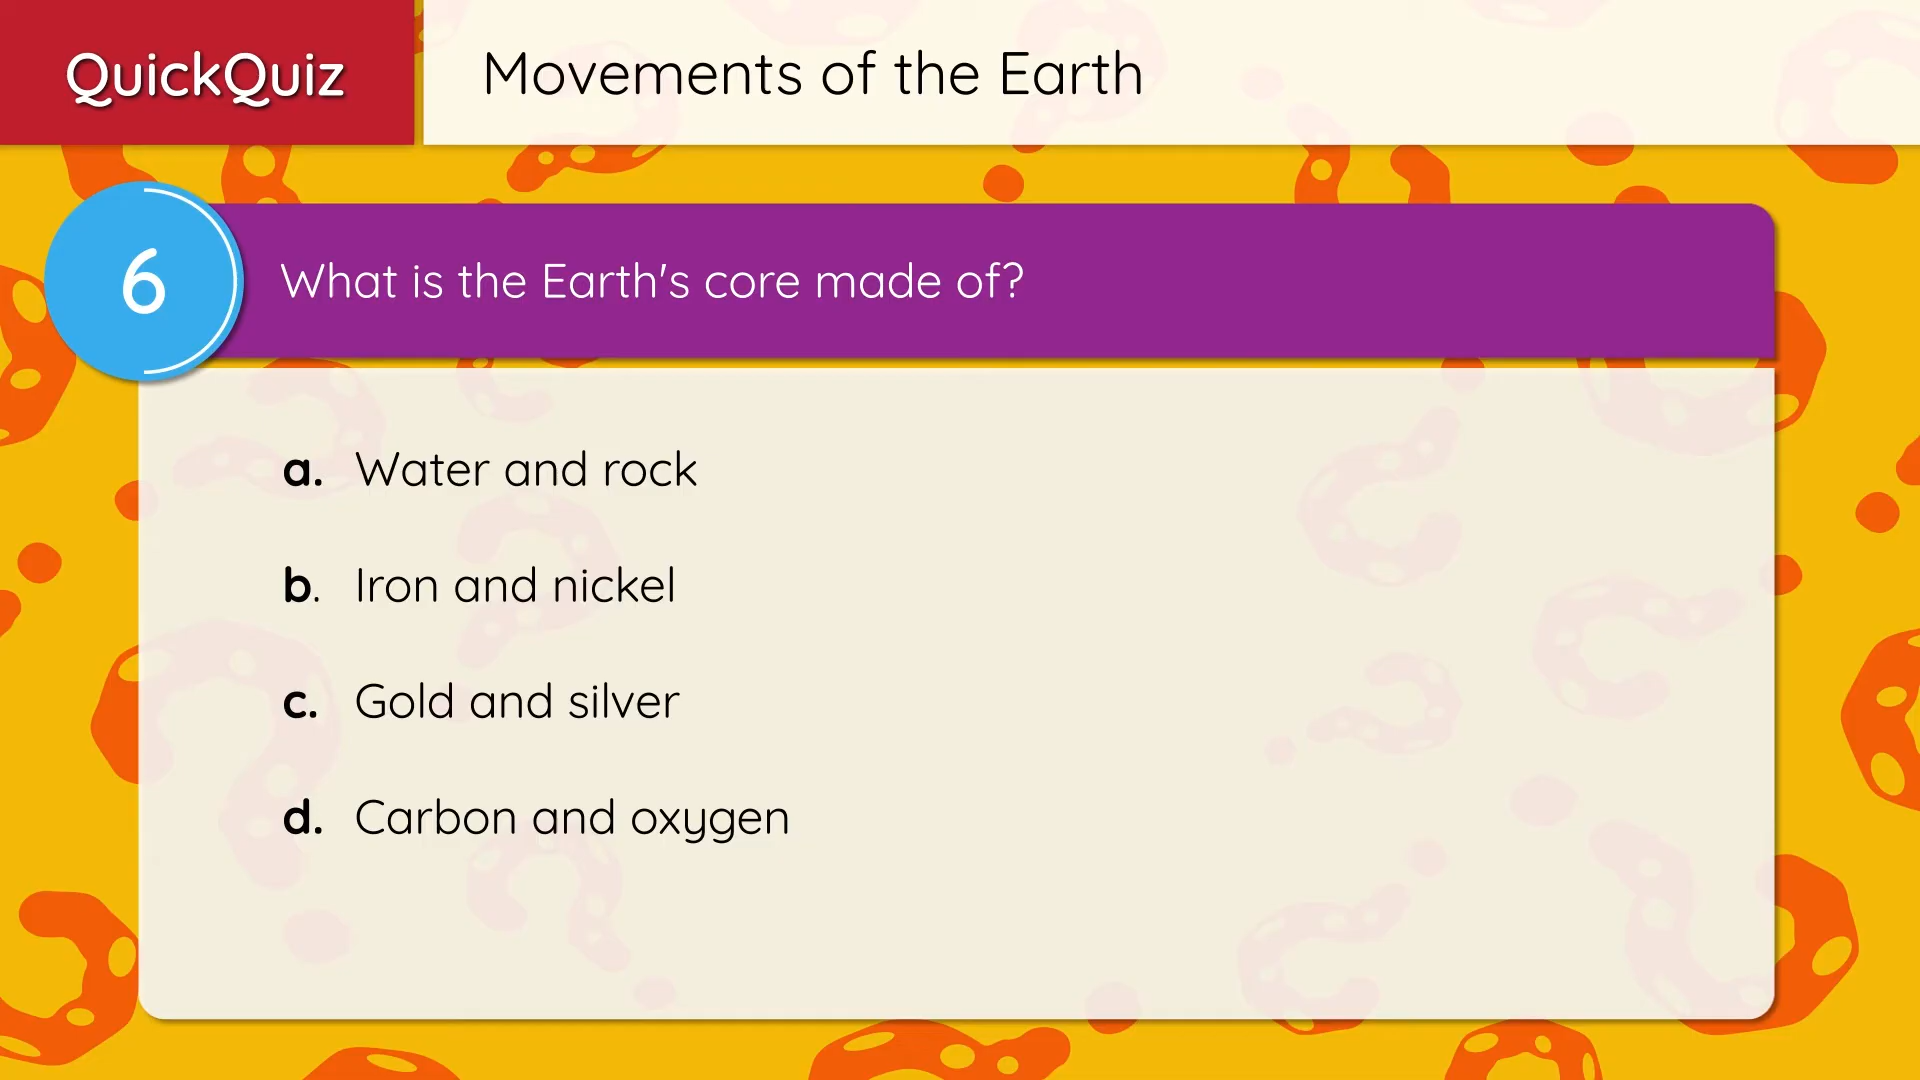 QuickQuiz
Movements of the Earth
6
What is the Earth's core made of?
a. Water and rock
b. Iron and nickel
c. Gold and silver
d. Carbon and oxygen